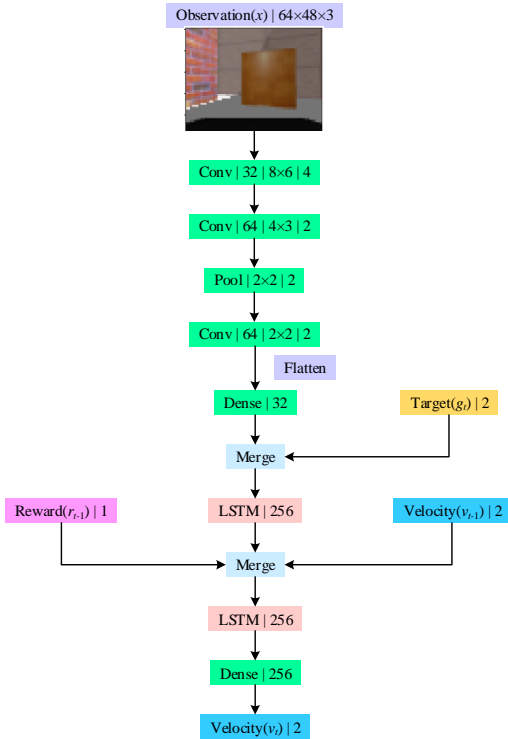 Observation(x) | 64×48×3
Conv | 32 | 8×6 | 4
Conv | 64 | 4×3 | 2
Pool | 2×2 | 2
Conv | 64 | 2×2 | 2
Flatten
Dense | 32
Target(gₜ) | 2
Merge
Reward(rₜ₋₁) | 1
LSTM | 256
Velocity(vₜ₋₁) | 2
Merge
LSTM | 256
Dense | 256
Velocity(vₜ) | 2